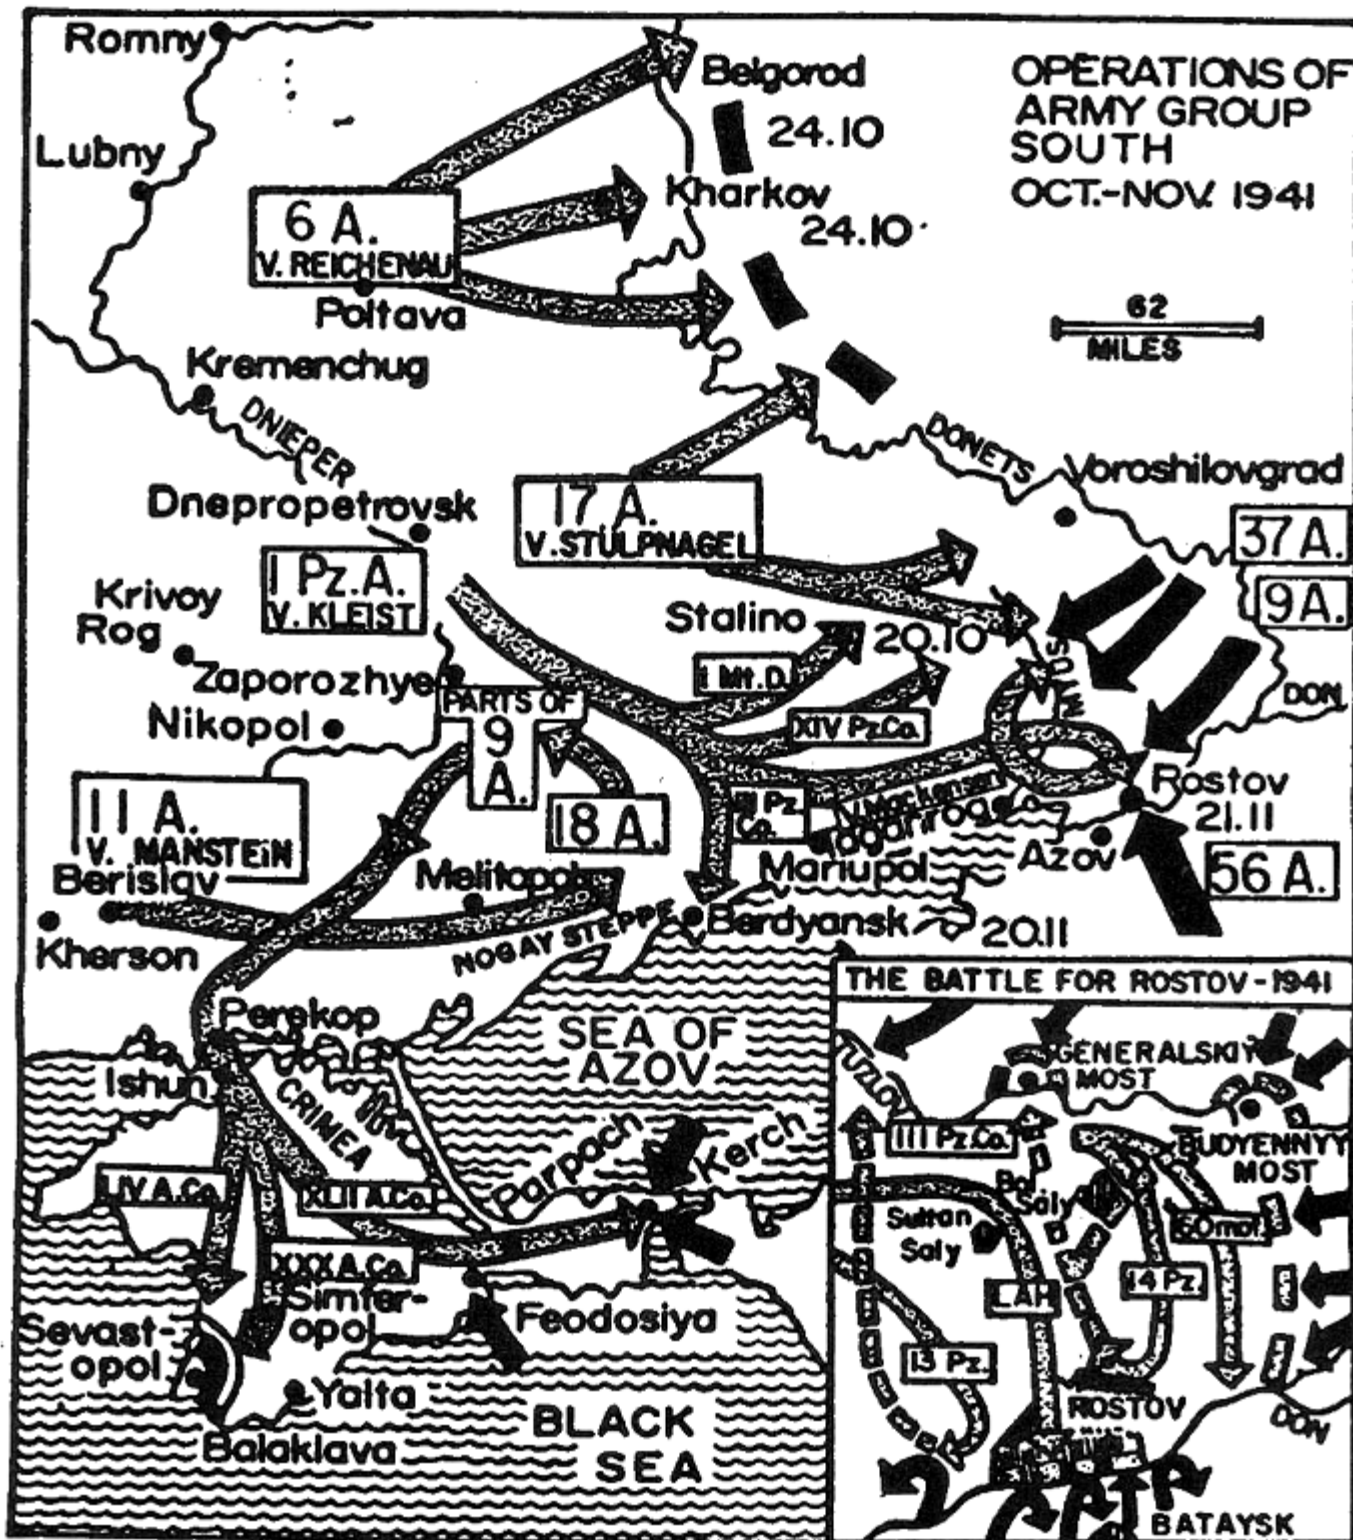 Romny
Belgorod
24.10
OPERATIONS OF
ARMY GROUP
SOUTH
OCT.-NOV. 1941
Lubny
Kharkov
24.10
6 A.
V. REICHENAU
Poltava
62
MILES
Kremenchug
DNIEPER
DONETS
Voroshilovgrad
Dnepropetrovsk
17 A.
V. STÜLPNAGEL
37 A.
9 A.
1 Pz. A.
V. KLEIST
Krivoy
Rog
Stalino
20.10
MIUS
Zaporozhye
1 Mt. D.
DON
PARTS OF
9
A.
Nikopol
XIV Pz.Co.
III Pz.
Co.
V. Mackensen
Taganrog
Rostov
21.11
11 A.
V. MANSTEIN
18 A.
Mariupol
Azov
56 A.
Berislav
Melitopol
Kherson
NOGAY STEPPE
Berdyansk
20.11
Perekop
SEA OF
AZOV
Ishun
CRIMEA
Parpach
Kerch
LIV A.Co.
XLII A.Co.
XXX A.Co.
Simfer-
opol
Feodosiya
Sevast-
opol
Yalta
Balaklava
BLACK
SEA
THE BATTLE FOR ROSTOV-1941
TUZLOV
GENERALSKIY
MOST
III Pz.Co.
BUDYENNYY
MOST
Bol
Saly
Sultan
Saly
60 mot.
LAH
14 Pz.
13 Pz.
ROSTOV
DON
BATAYSK